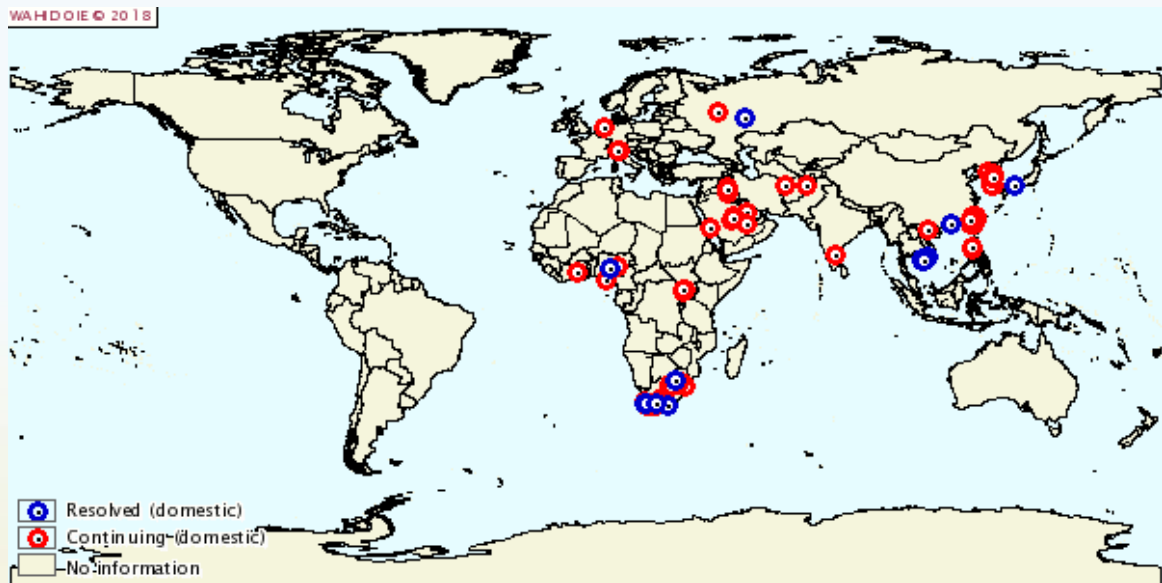 WAHIDOIE © 2018
Resolved (domestic)
Continuing (domestic)
No information